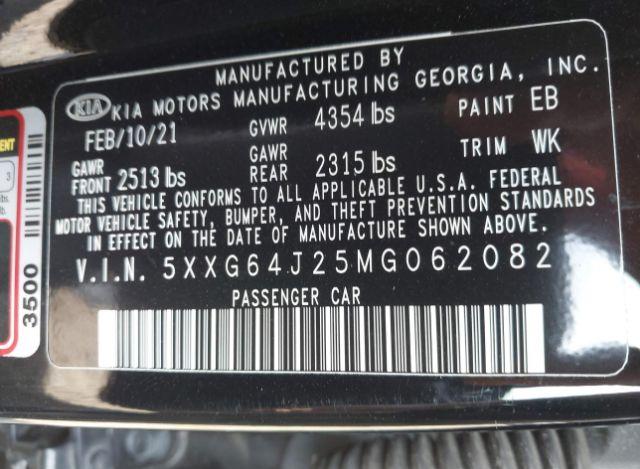 MANUFACTURED BY
KIA KIA MOTORS MANUFACTURING GEORGIA, INC.
FEB/10/21 GVWR 4354 lbs PAINT EB
GAWR FRONT 2513 lbs GAWR REAR 2315 lbs TRIM WK
THIS VEHICLE CONFORMS TO ALL APPLICABLE U.S.A. FEDERAL
MOTOR VEHICLE SAFETY, BUMPER, AND THEFT PREVENTION STANDARDS
IN EFFECT ON THE DATE OF MANUFACTURE SHOWN ABOVE.
V.I.N. 5XXG64J25MG062082
PASSENGER CAR
3
lb.
3500